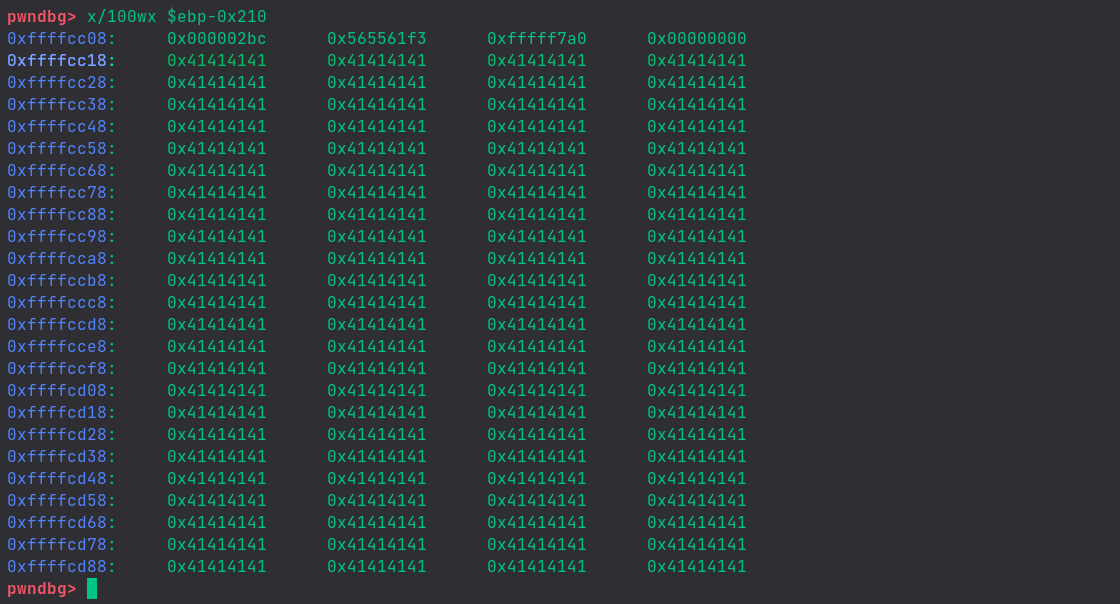 pwndbg> x/100wx $ebp-0x210
0xffffcc08: 0x000002bc 0x565561f3 0xfffff7a0 0x00000000
0xffffcc18: 0x41414141 0x41414141 0x41414141 0x41414141
0xffffcc28: 0x41414141 0x41414141 0x41414141 0x41414141
0xffffcc38: 0x41414141 0x41414141 0x41414141 0x41414141
0xffffcc48: 0x41414141 0x41414141 0x41414141 0x41414141
0xffffcc58: 0x41414141 0x41414141 0x41414141 0x41414141
0xffffcc68: 0x41414141 0x41414141 0x41414141 0x41414141
0xffffcc78: 0x41414141 0x41414141 0x41414141 0x41414141
0xffffcc88: 0x41414141 0x41414141 0x41414141 0x41414141
0xffffcc98: 0x41414141 0x41414141 0x41414141 0x41414141
0xffffcca8: 0x41414141 0x41414141 0x41414141 0x41414141
0xffffccb8: 0x41414141 0x41414141 0x41414141 0x41414141
0xffffccc8: 0x41414141 0x41414141 0x41414141 0x41414141
0xffffccd8: 0x41414141 0x41414141 0x41414141 0x41414141
0xffffcce8: 0x41414141 0x41414141 0x41414141 0x41414141
0xffffccf8: 0x41414141 0x41414141 0x41414141 0x41414141
0xffffcd08: 0x41414141 0x41414141 0x41414141 0x41414141
0xffffcd18: 0x41414141 0x41414141 0x41414141 0x41414141
0xffffcd28: 0x41414141 0x41414141 0x41414141 0x41414141
0xffffcd38: 0x41414141 0x41414141 0x41414141 0x41414141
0xffffcd48: 0x41414141 0x41414141 0x41414141 0x41414141
0xffffcd58: 0x41414141 0x41414141 0x41414141 0x41414141
0xffffcd68: 0x41414141 0x41414141 0x41414141 0x41414141
0xffffcd78: 0x41414141 0x41414141 0x41414141 0x41414141
0xffffcd88: 0x41414141 0x41414141 0x41414141 0x41414141
pwndbg>